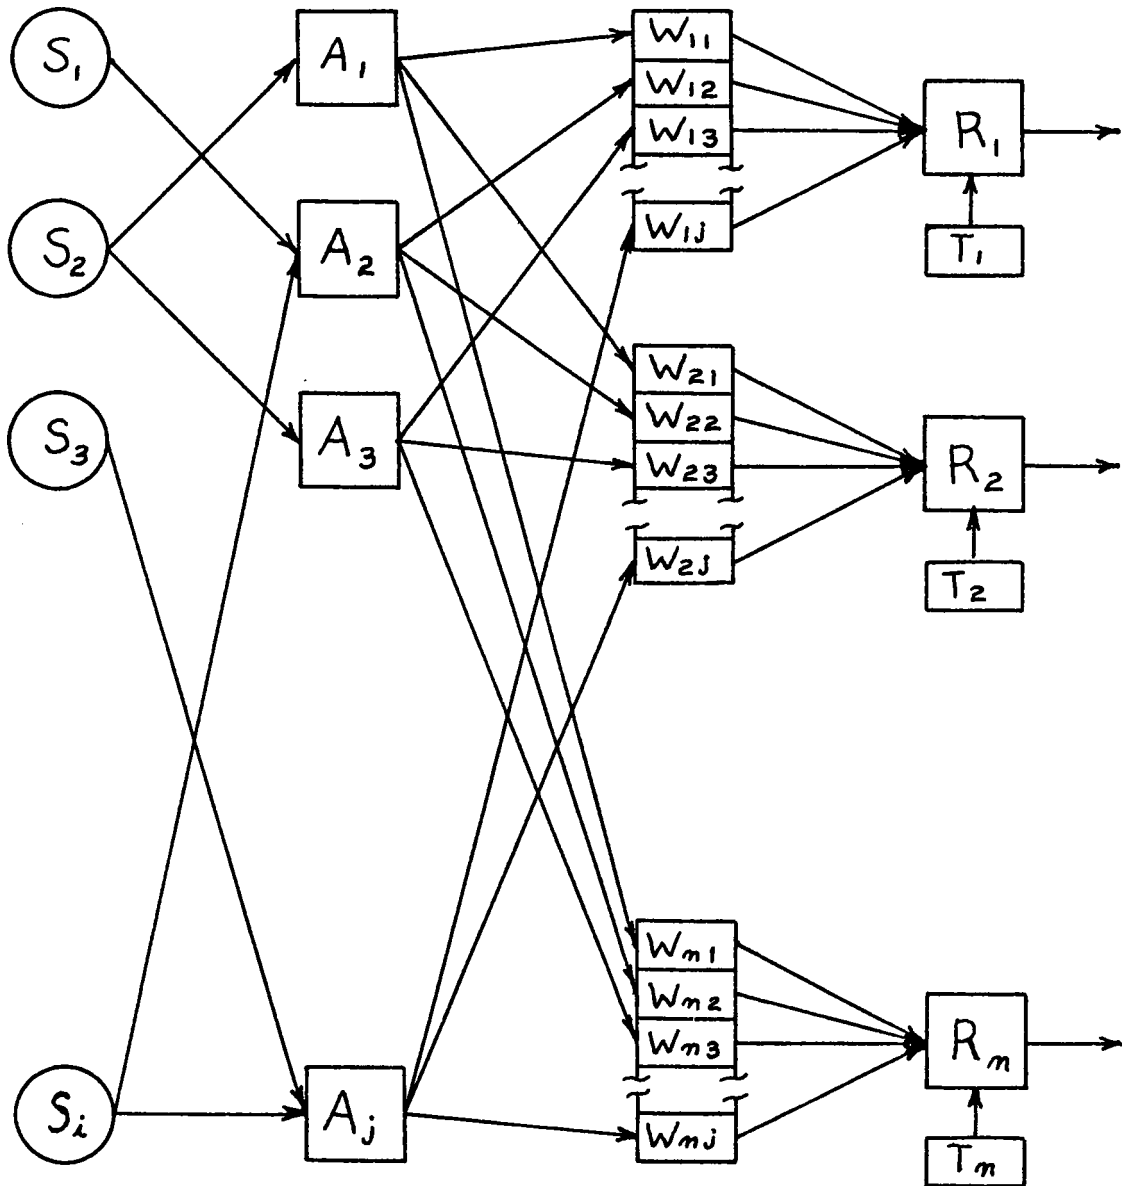 S₁
S₂
S₃
Sᵢ
A₁
A₂
A₃
Aⱼ
W₁₁
W₁₂
W₁₃
W₁ⱼ
W₂₁
W₂₂
W₂₃
W₂ⱼ
Wₙ₁
Wₙ₂
Wₙ₃
Wₙⱼ
R₁
T₁
R₂
T₂
Rₙ
Tₙ